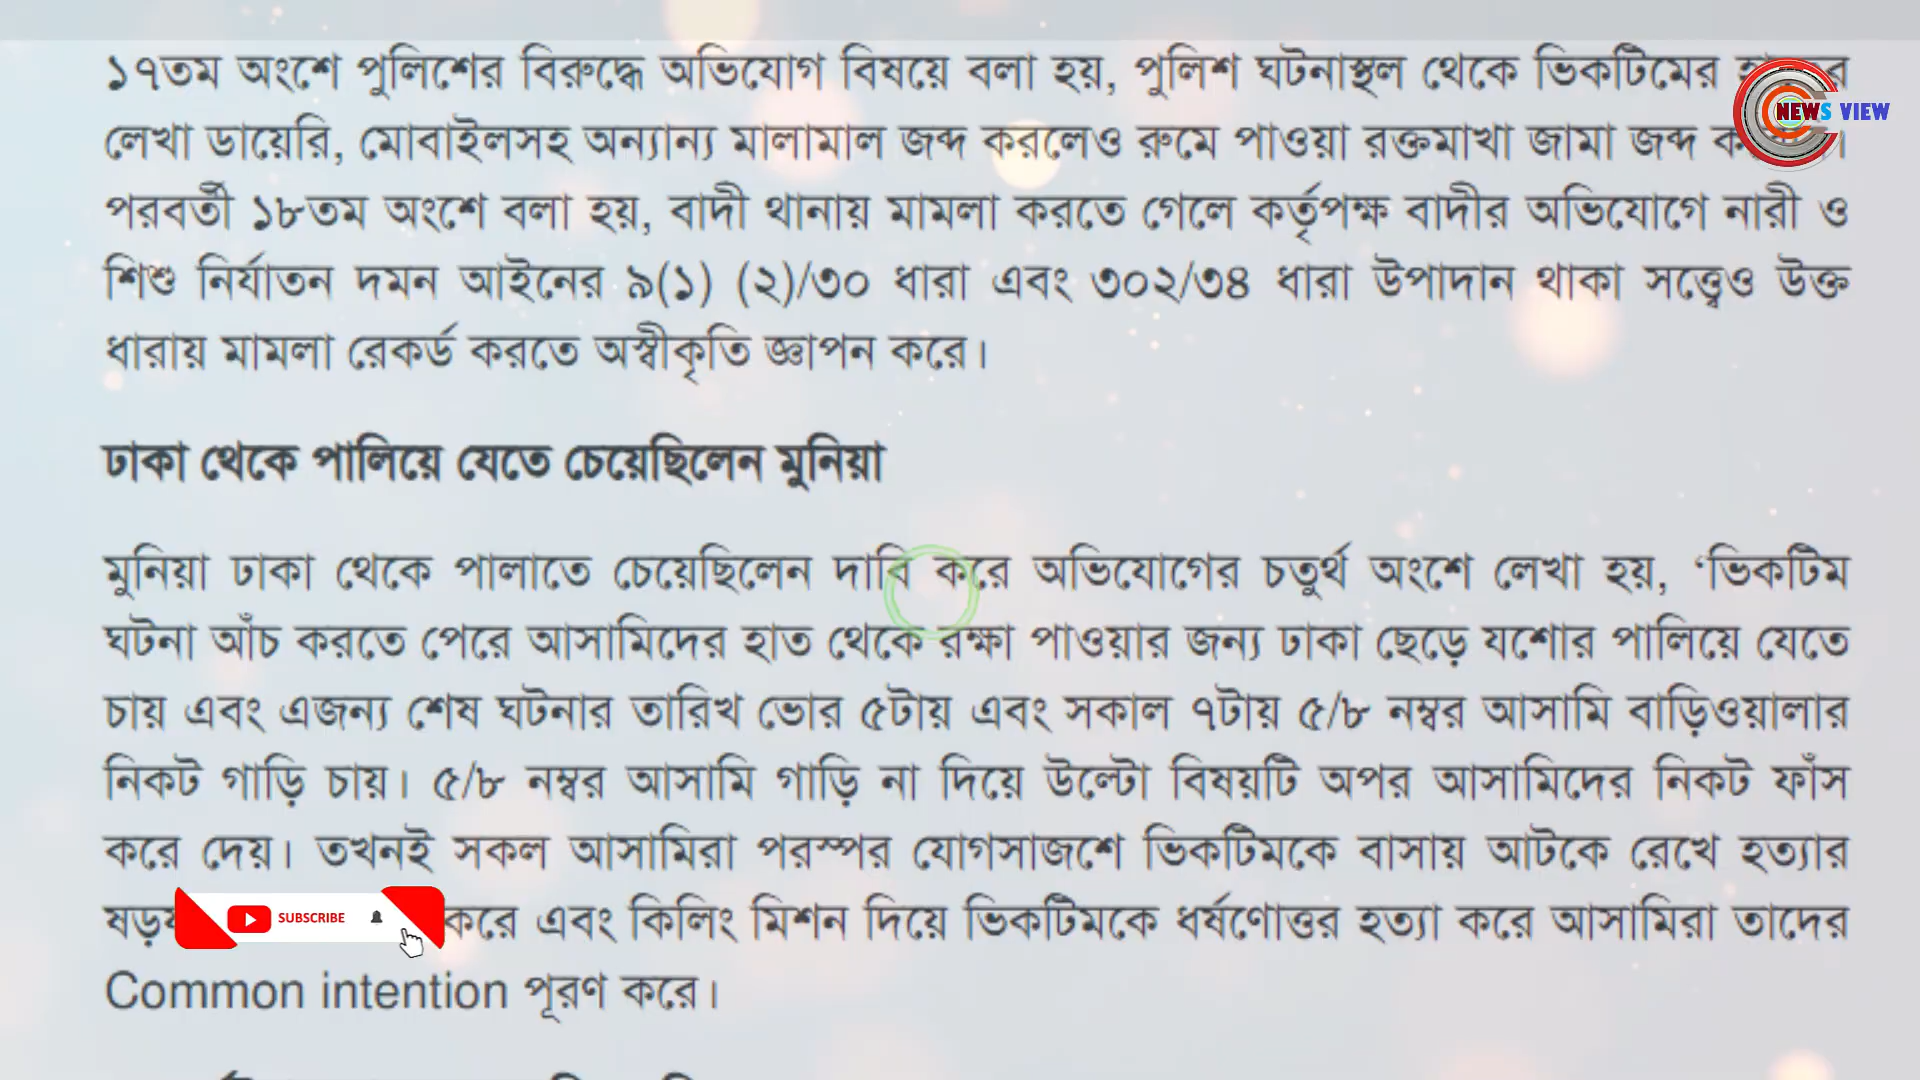 ১৭তম অংশে পুলিশের বিরুদ্ধে অভিযোগ বিষয়ে বলা হয়, পুলিশ ঘটনাস্থল থেকে ভিকটিমের
NEWS VIEW
লেখা ডায়েরি, মোবাইলসহ অন্যান্য মালামাল জব্দ করলেও রুমে পাওয়া রক্তমাখা জামা জব্দ
পরবর্তী ১৮তম অংশে বলা হয়, বাদী থানায় মামলা করতে গেলে কর্তৃপক্ষ বাদীর অভিযোগে নারী ও
শিশু নির্যাতন দমন আইনের ৯(১) (২)/৩০ ধারা এবং ৩০২/৩৪ ধারা উপাদান থাকা সত্ত্বেও উক্ত
ধারায় মামলা রেকর্ড করতে অস্বীকৃতি জ্ঞাপন করে।
ঢাকা থেকে পালিয়ে যেতে চেয়েছিলেন মুনিয়া
মুনিয়া ঢাকা থেকে পালাতে চেয়েছিলেন দাবি করে অভিযোগের চতুর্থ অংশে লেখা হয়, ‘ভিকটিম
ঘটনা আঁচ করতে পেরে আসামিদের হাত থেকে রক্ষা পাওয়ার জন্য ঢাকা ছেড়ে যশোর পালিয়ে যেতে
চায় এবং এজন্য শেষ ঘটনার তারিখ ভোর ৫টায় এবং সকাল ৭টায় ৫/৮ নম্বর আসামি বাড়িওয়ালার
নিকট গাড়ি চায়। ৫/৮ নম্বর আসামি গাড়ি না দিয়ে উল্টো বিষয়টি অপর আসামিদের নিকট ফাঁস
করে দেয়। তখনই সকল আসামিরা পরস্পর যোগসাজশে ভিকটিমকে বাসায় আটকে রেখে হত্যার
SUBSCRIBE
করে এবং কিলিং মিশন দিয়ে ভিকটিমকে ধর্ষণোত্তর হত্যা করে আসামিরা তাদের
Common intention পূরণ করে।